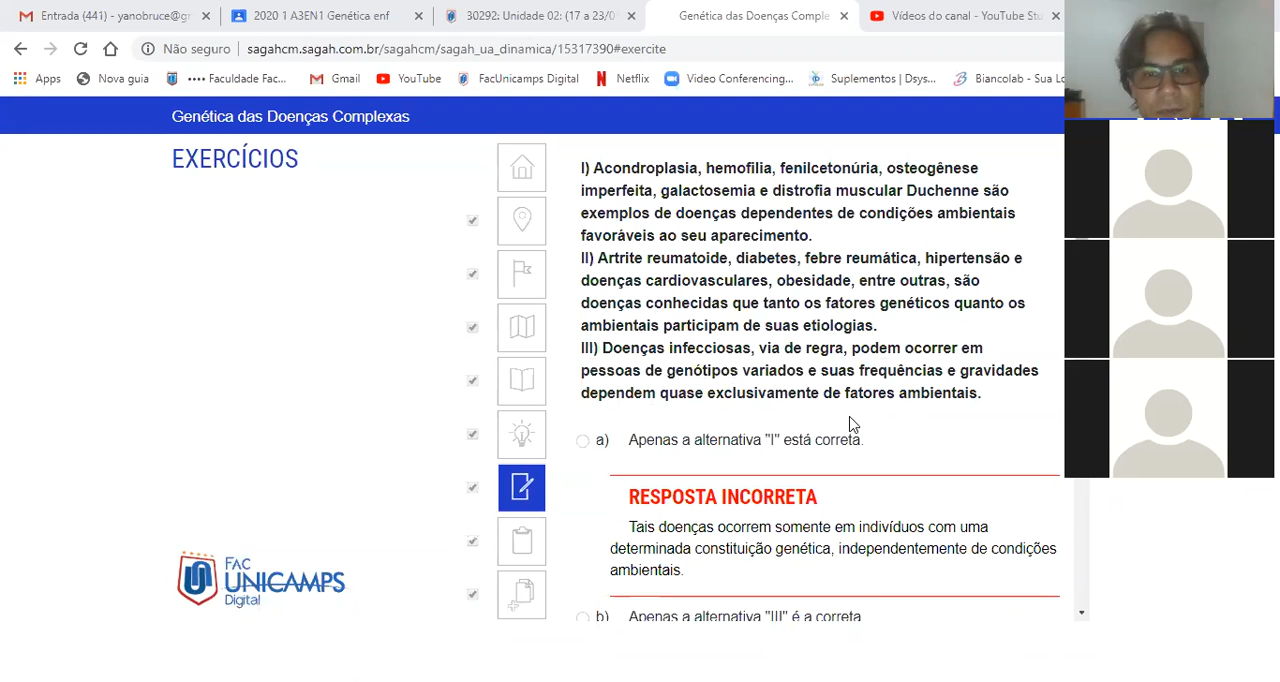 Entrada (441) - yanobruce@gr
2020 1 A3EN1 Genética enf
30292: Unidade 02: (17 a 23/0
Genética das Doenças Comple
Vídeos do canal - YouTube Stu
Não seguro
sagahcm.sagah.com.br/sagahcm/sagah_ua_dinamica/15317390#exercite
Apps
Nova guia
•••• Faculdade Fac...
Gmail
YouTube
FacUnicamps Digital
Netflix
Video Conferencing,...
Suplementos | Dsys...
Biancolab - Sua Lo
Genética das Doenças Complexas
EXERCÍCIOS
I) Acondroplasia, hemofilia, fenilcetonúria, osteogênese
imperfeita, galactosemia e distrofia muscular Duchenne são
exemplos de doenças dependentes de condições ambientais
favoráveis ao seu aparecimento.
II) Artrite reumatoide, diabetes, febre reumática, hipertensão e
doenças cardiovasculares, obesidade, entre outras, são
doenças conhecidas que tanto os fatores genéticos quanto os
ambientais participam de suas etiologias.
III) Doenças infecciosas, via de regra, podem ocorrer em
pessoas de genótipos variados e suas frequências e gravidades
dependem quase exclusivamente de fatores ambientais.
a) Apenas a alternativa "I" está correta.
RESPOSTA INCORRETA
Tais doenças ocorrem somente em indivíduos com uma
determinada constituição genética, independentemente de condições
ambientais.
b) Apenas a alternativa "III" é a correta
FAC
UNICAMPS
Digital